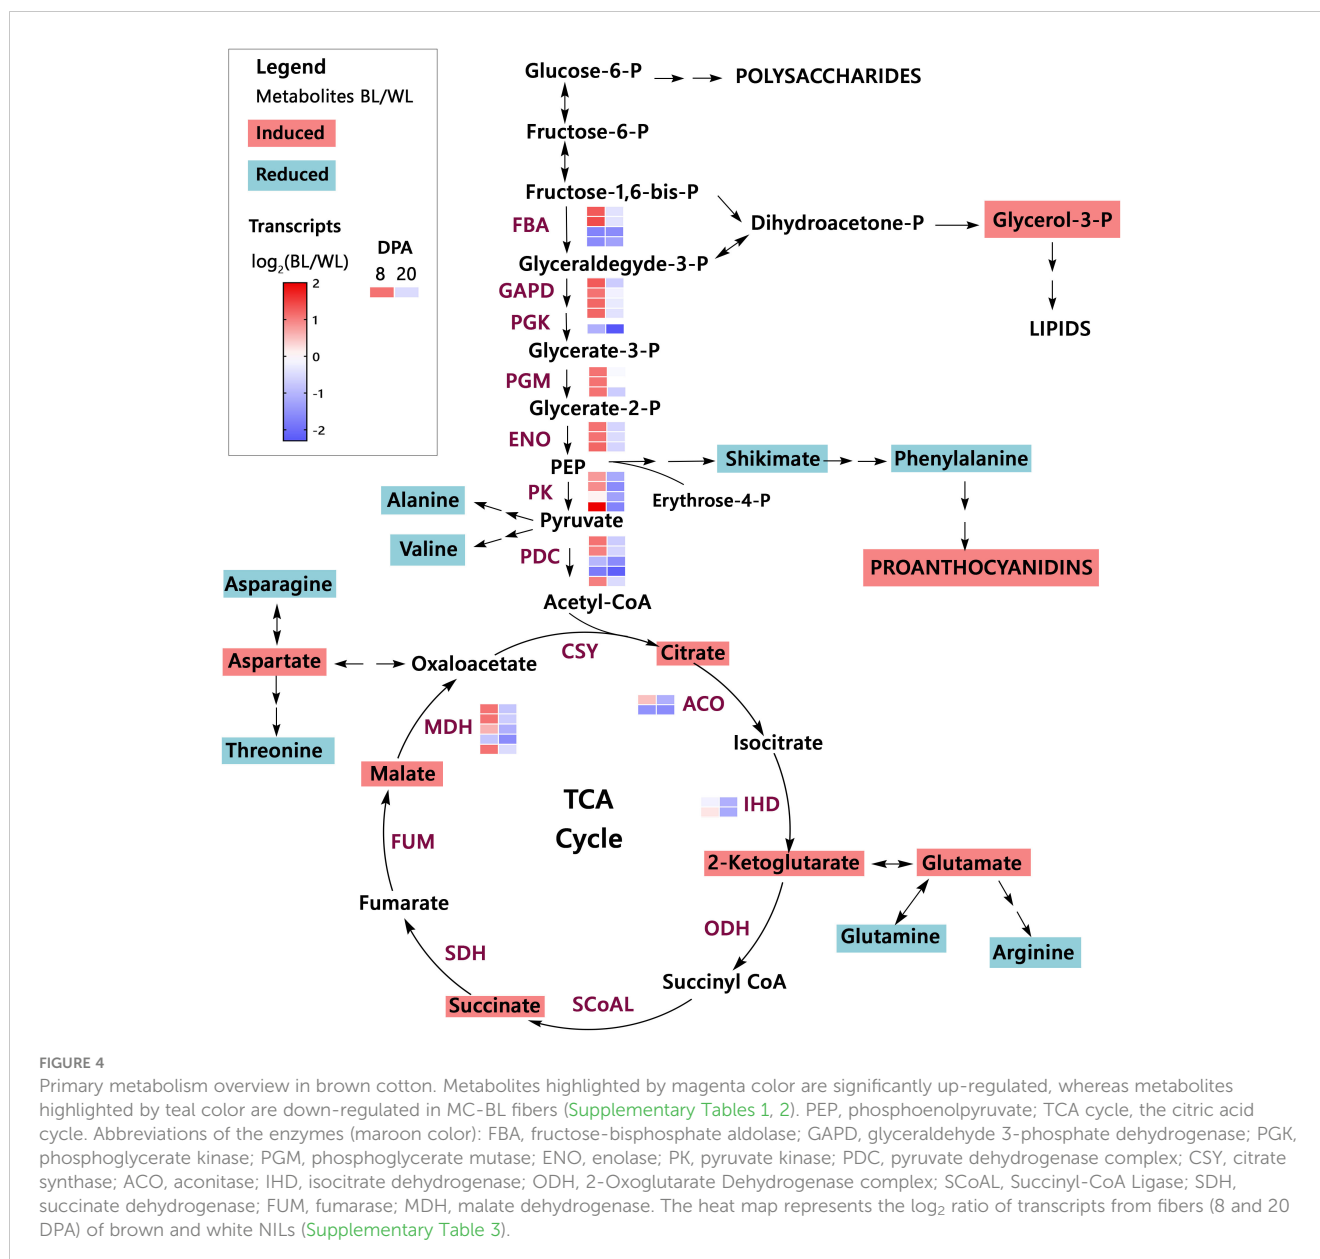 Legend
Metabolites BL/WL
Induced
Reduced
Transcripts
log2(BL/WL)
DPA
8 20
2
1
0
-1
-2
Glucose-6-P
POLYSACCHARIDES
Fructose-6-P
Fructose-1,6-bis-P
FBA
Dihydroacetone-P
Glycerol-3-P
Glyceraldegyde-3-P
GAPD
PGK
LIPIDS
Glycerate-3-P
PGM
Glycerate-2-P
ENO
PEP
Shikimate
Phenylalanine
PK
Erythrose-4-P
Alanine
Pyruvate
Valine
PDC
PROANTHOCYANIDINS
Asparagine
Acetyl-CoA
Aspartate
Oxaloacetate
CSY
Citrate
MDH
ACO
Threonine
Isocitrate
Malate
TCA
Cycle
IHD
FUM
2-Ketoglutarate
Glutamate
Fumarate
ODH
Glutamine
Arginine
SDH
Succinyl CoA
Succinate
SCoAL
FIGURE 4
Primary metabolism overview in brown cotton. Metabolites highlighted by magenta color are significantly up-regulated, whereas metabolites
highlighted by teal color are down-regulated in MC-BL fibers (Supplementary Tables 1, 2). PEP, phosphoenolpyruvate; TCA cycle, the citric acid
cycle. Abbreviations of the enzymes (maroon color): FBA, fructose-bisphosphate aldolase; GAPD, glyceraldehyde 3-phosphate dehydrogenase; PGK,
phosphoglycerate kinase; PGM, phosphoglycerate mutase; ENO, enolase; PK, pyruvate kinase; PDC, pyruvate dehydrogenase complex; CSY, citrate
synthase; ACO, aconitase; IHD, isocitrate dehydrogenase; ODH, 2-Oxoglutarate Dehydrogenase complex; SCoAL, Succinyl-CoA Ligase; SDH,
succinate dehydrogenase; FUM, fumarase; MDH, malate dehydrogenase. The heat map represents the log2 ratio of transcripts from fibers (8 and 20
DPA) of brown and white NILs (Supplementary Table 3).